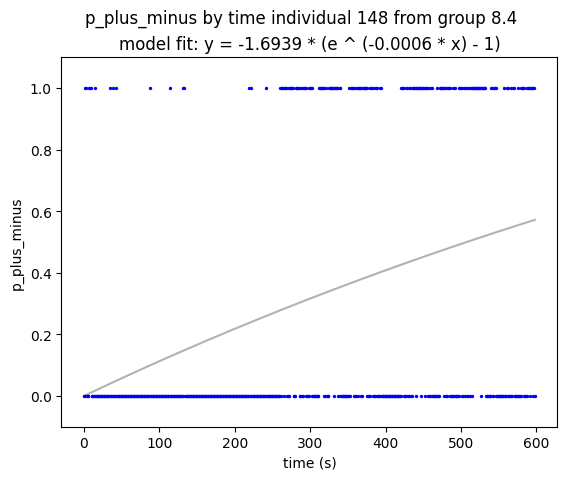 p_plus_minus by time individual 148 from group 8.4
model fit: y = -1.6939 * (e ^ (-0.0006 * x) - 1)
1.0
0.8
0.6
0.4
0.2
0.0
p_plus_minus
0 100 200 300 400 500 600
time (s)